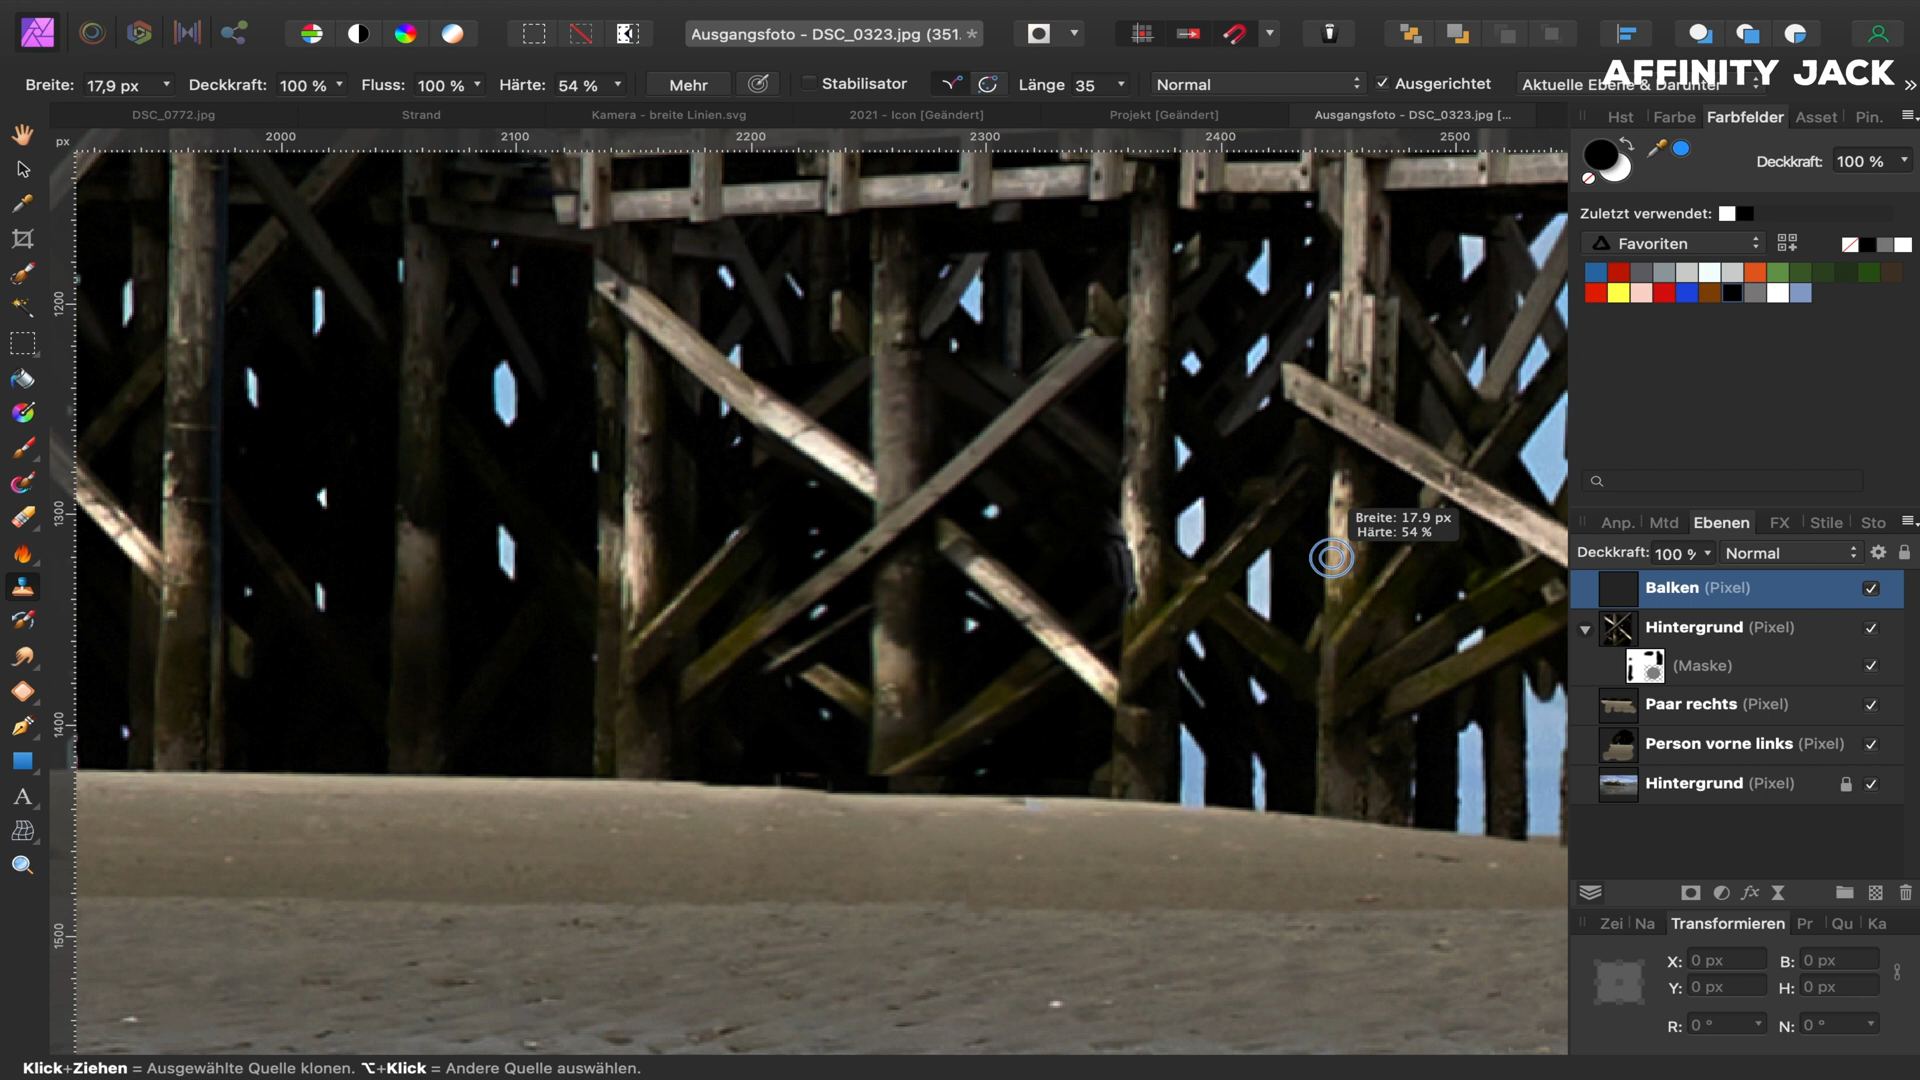 Ausgangsfoto - DSC_0323.jpg (351. *
AFFINITY JACK
Breite: 17,9 px Deckkraft: 100 % Fluss: 100 % Härte: 54 % Mehr Stabilisator Länge 35 Normal Ausgerichtet Aktuelle Ebene & Darunter
DSC_0772.jpg Strand Kamera - breite Linien.svg 2021 - Icon [Geändert] Projekt [Geändert] Ausgangsfoto - DSC_0323.jpg [...
px 2000 2100 2200 2300 2400 2500
1200
1300
1400
1500
Breite: 17.9 px
Härte: 54 %
Hst Farbe Farbfelder Asset Pin.
Deckkraft: 100 %
Zuletzt verwendet:
Favoriten
Anp. Mtd Ebenen FX Stile Sto
Deckkraft: 100 % Normal
Balken (Pixel)
Hintergrund (Pixel)
(Maske)
Paar rechts (Pixel)
Person vorne links (Pixel)
Hintergrund (Pixel)
Zei Na Transformieren Pr Qu Ka
X: 0 px B: 0 px
Y: 0 px H: 0 px
R: 0 ° N: 0 °
Klick+Ziehen = Ausgewählte Quelle klonen. ⌥+Klick = Andere Quelle auswählen.